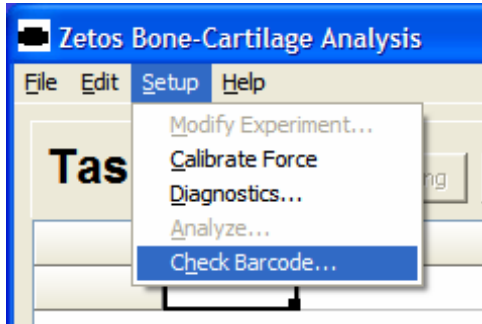 Zetos Bone-Cartilage Analysis
File Edit Setup Help
Modify Experiment...
Calibrate Force
Diagnostics...
Analyze...
Check Barcode...
Tas
ng